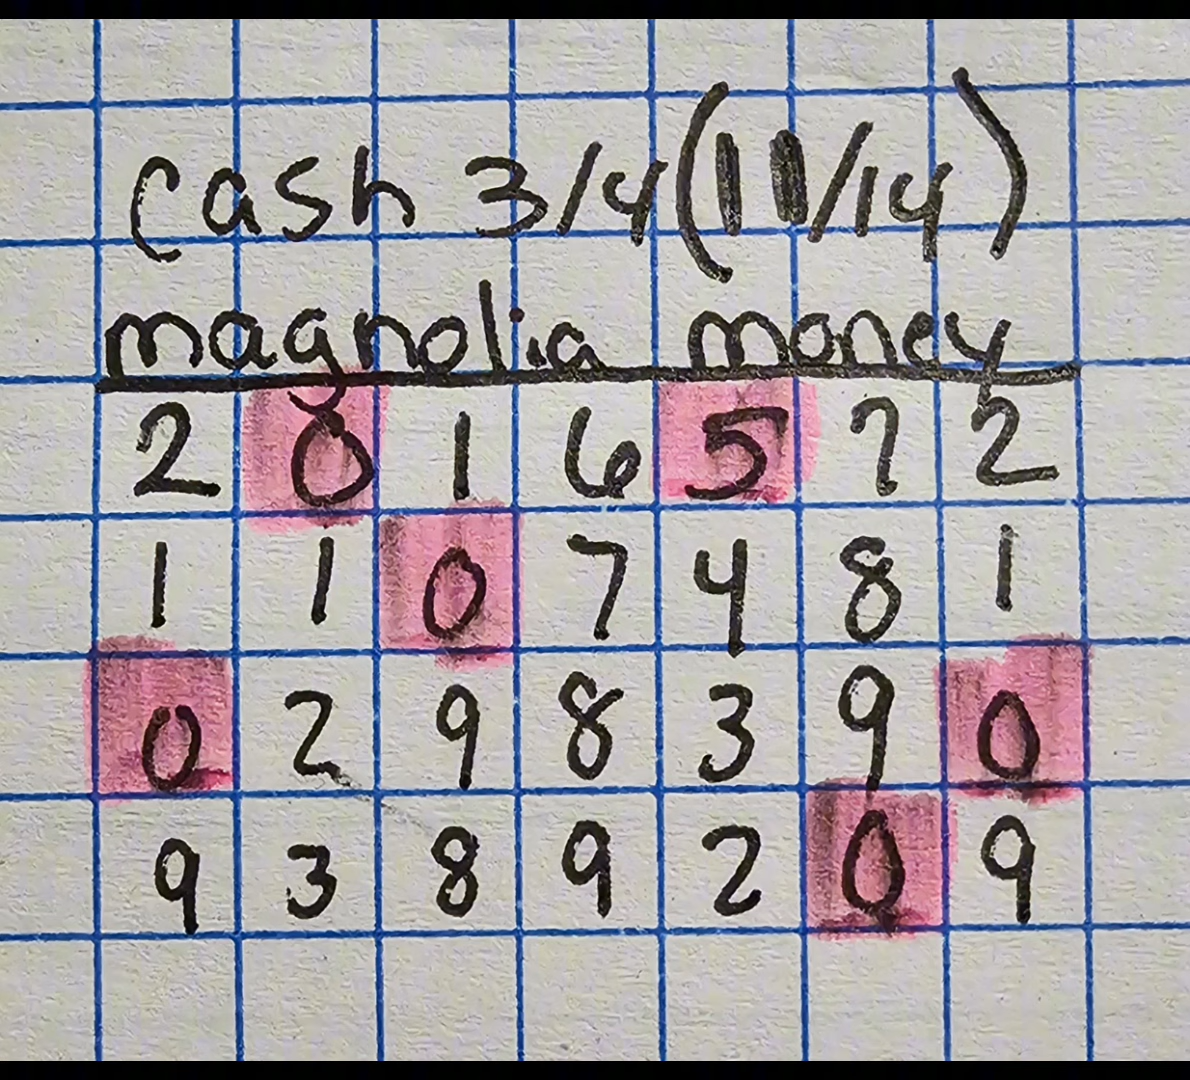 cash 3/4 (11/14)
magnolia money
2 0 1 6 5 7 2
1 1 0 7 4 8 1
0 2 9 8 3 9 0
9 3 8 9 2 0 9